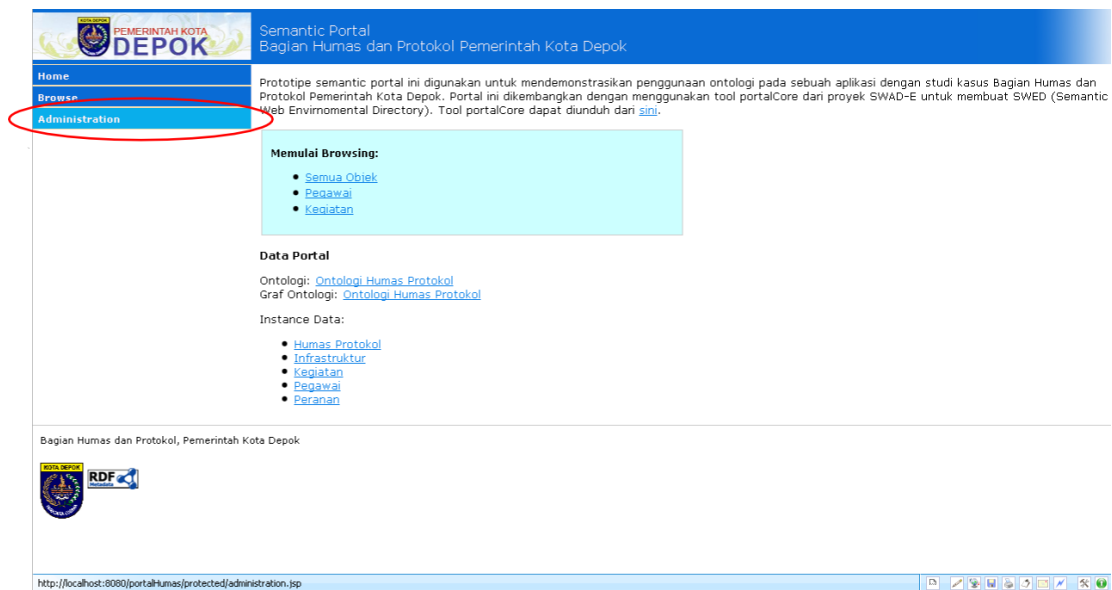 KOTA DEPOK
PEMERINTAH KOTA
DEPOK
Semantic Portal
Bagian Humas dan Protokol Pemerintah Kota Depok
Home
Browse
Administration
Prototipe semantic portal ini digunakan untuk mendemonstrasikan penggunaan ontologi pada sebuah aplikasi dengan studi kasus Bagian Humas dan
Protokol Pemerintah Kota Depok. Portal ini dikembangkan dengan menggunakan tool portalCore dari proyek SWAD-E untuk membuat SWED (Semantic
Web Envirnomental Directory). Tool portalCore dapat diunduh dari sini.
Memulai Browsing:
Semua Objek
Pegawai
Kegiatan
Data Portal
Ontologi: Ontologi Humas Protokol
Graf Ontologi: Ontologi Humas Protokol
Instance Data:
Humas Protokol
Infrastruktur
Kegiatan
Pegawai
Peranan
Bagian Humas dan Protokol, Pemerintah Kota Depok
KOTA DEPOK
RDF
Metadata
http://localhost:8080/portalHumas/protected/administration.jsp